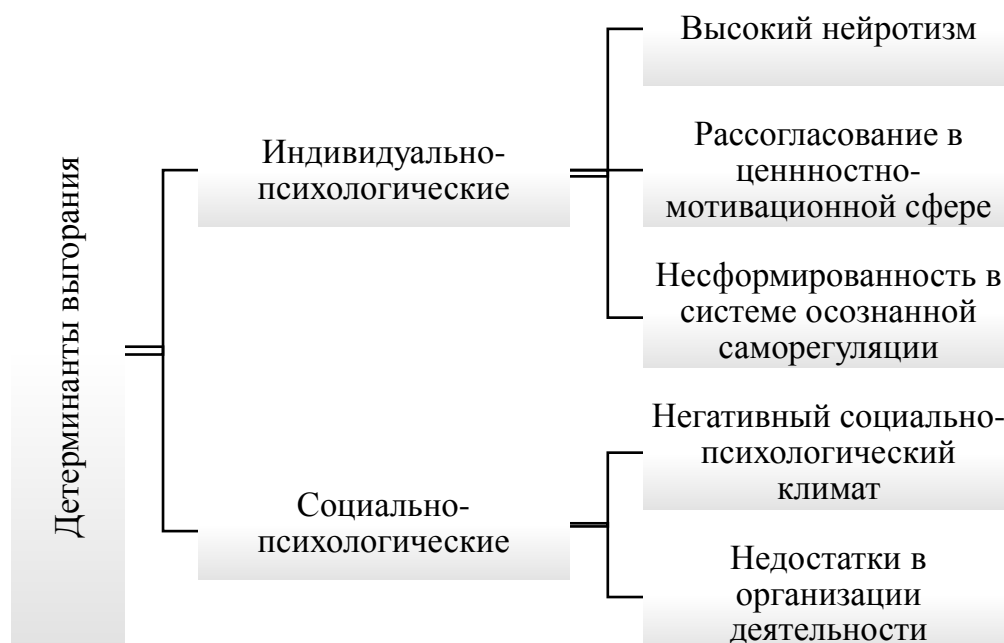 Детерминанты выгорания
Индивидуально-
психологические
Высокий нейротизм
Рассогласование в
ценнностно-
мотивационной сфере
Несформированность в
системе осознанной
саморегуляции
Социально-
психологические
Негативный социально-
психологический
климат
Недостатки в
организации
деятельности